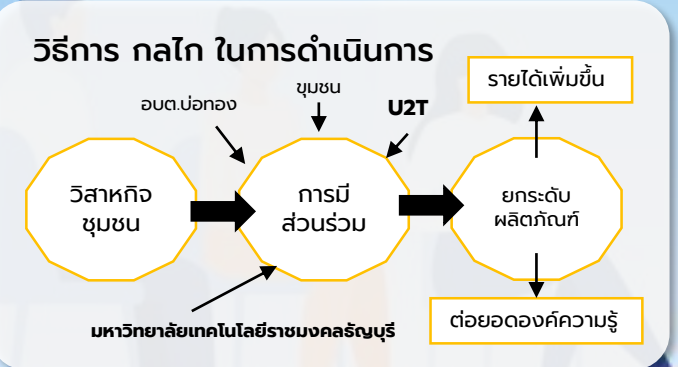 วิธีการ กลไก ในการดำเนินการ
รายได้เพิ่มขึ้น
ชุมชน
อบต.บ่อทอง
U2T
วิสาหกิจ
ชุมชน
การมี
ส่วนร่วม
ยกระดับ
ผลิตภัณฑ์
มหาวิทยาลัยเทคโนโลยีราชมงคลธัญบุรี
ต่อยอดองค์ความรู้